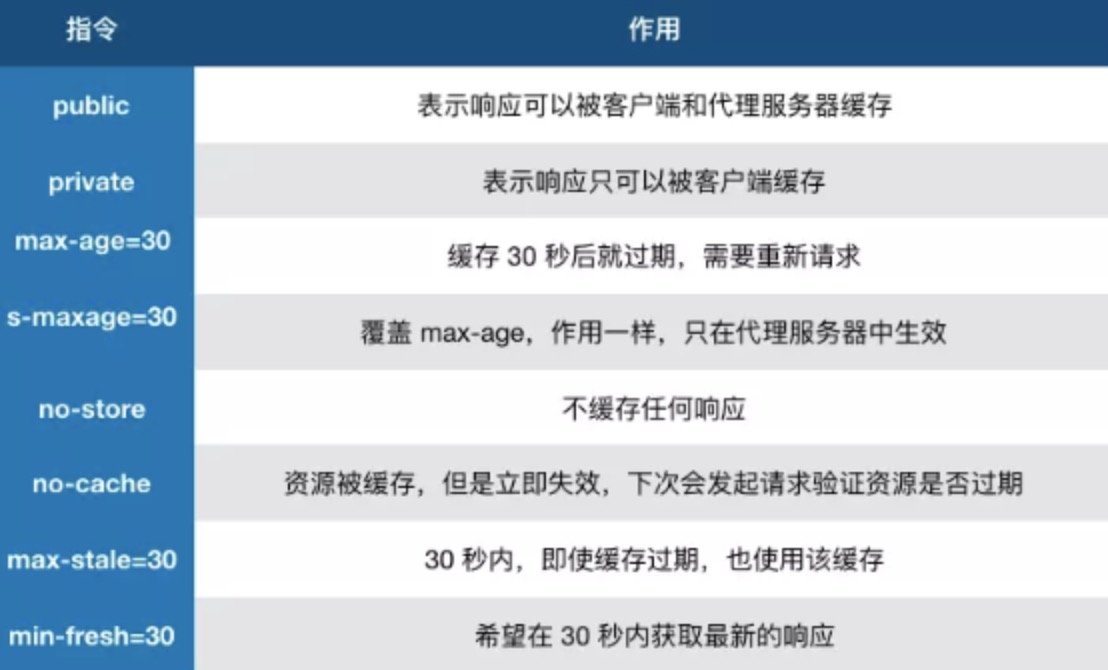 指令 作用
public 表示响应可以被客户端和代理服务器缓存
private 表示响应只可以被客户端缓存
max-age=30 缓存 30 秒后就过期，需要重新请求
s-maxage=30 覆盖 max-age，作用一样，只在代理服务器中生效
no-store 不缓存任何响应
no-cache 资源被缓存，但是立即失效，下次会发起请求验证资源是否过期
max-stale=30 30 秒内，即使缓存过期，也使用该缓存
min-fresh=30 希望在 30 秒内获取最新的响应